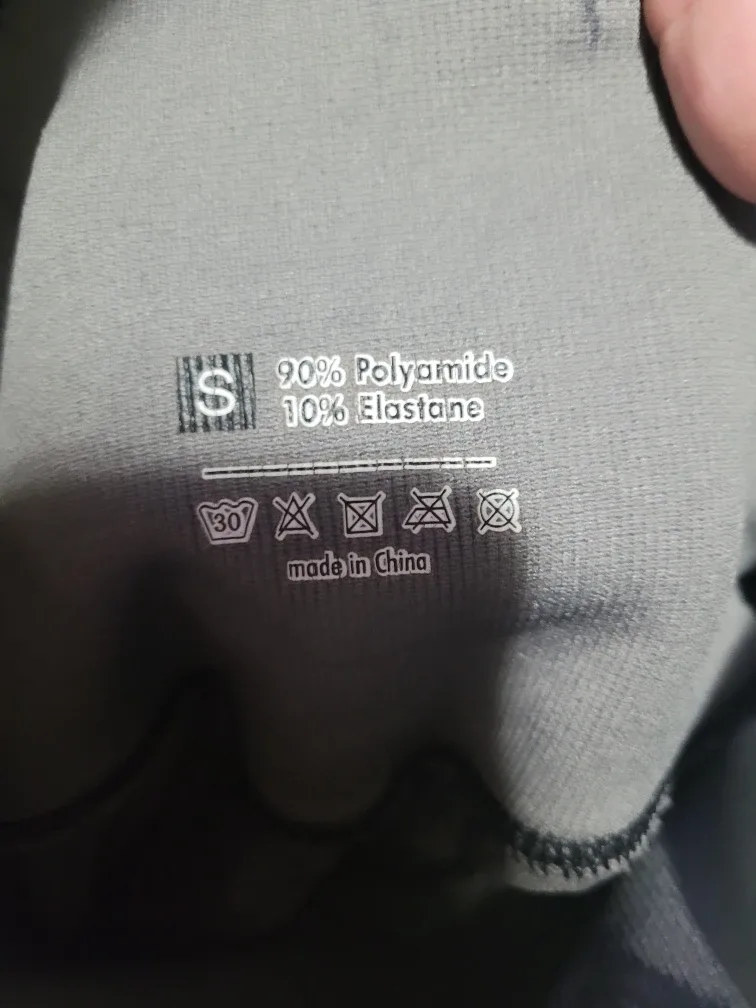 S
90% Polyamide
10% Elastane
30
made in China